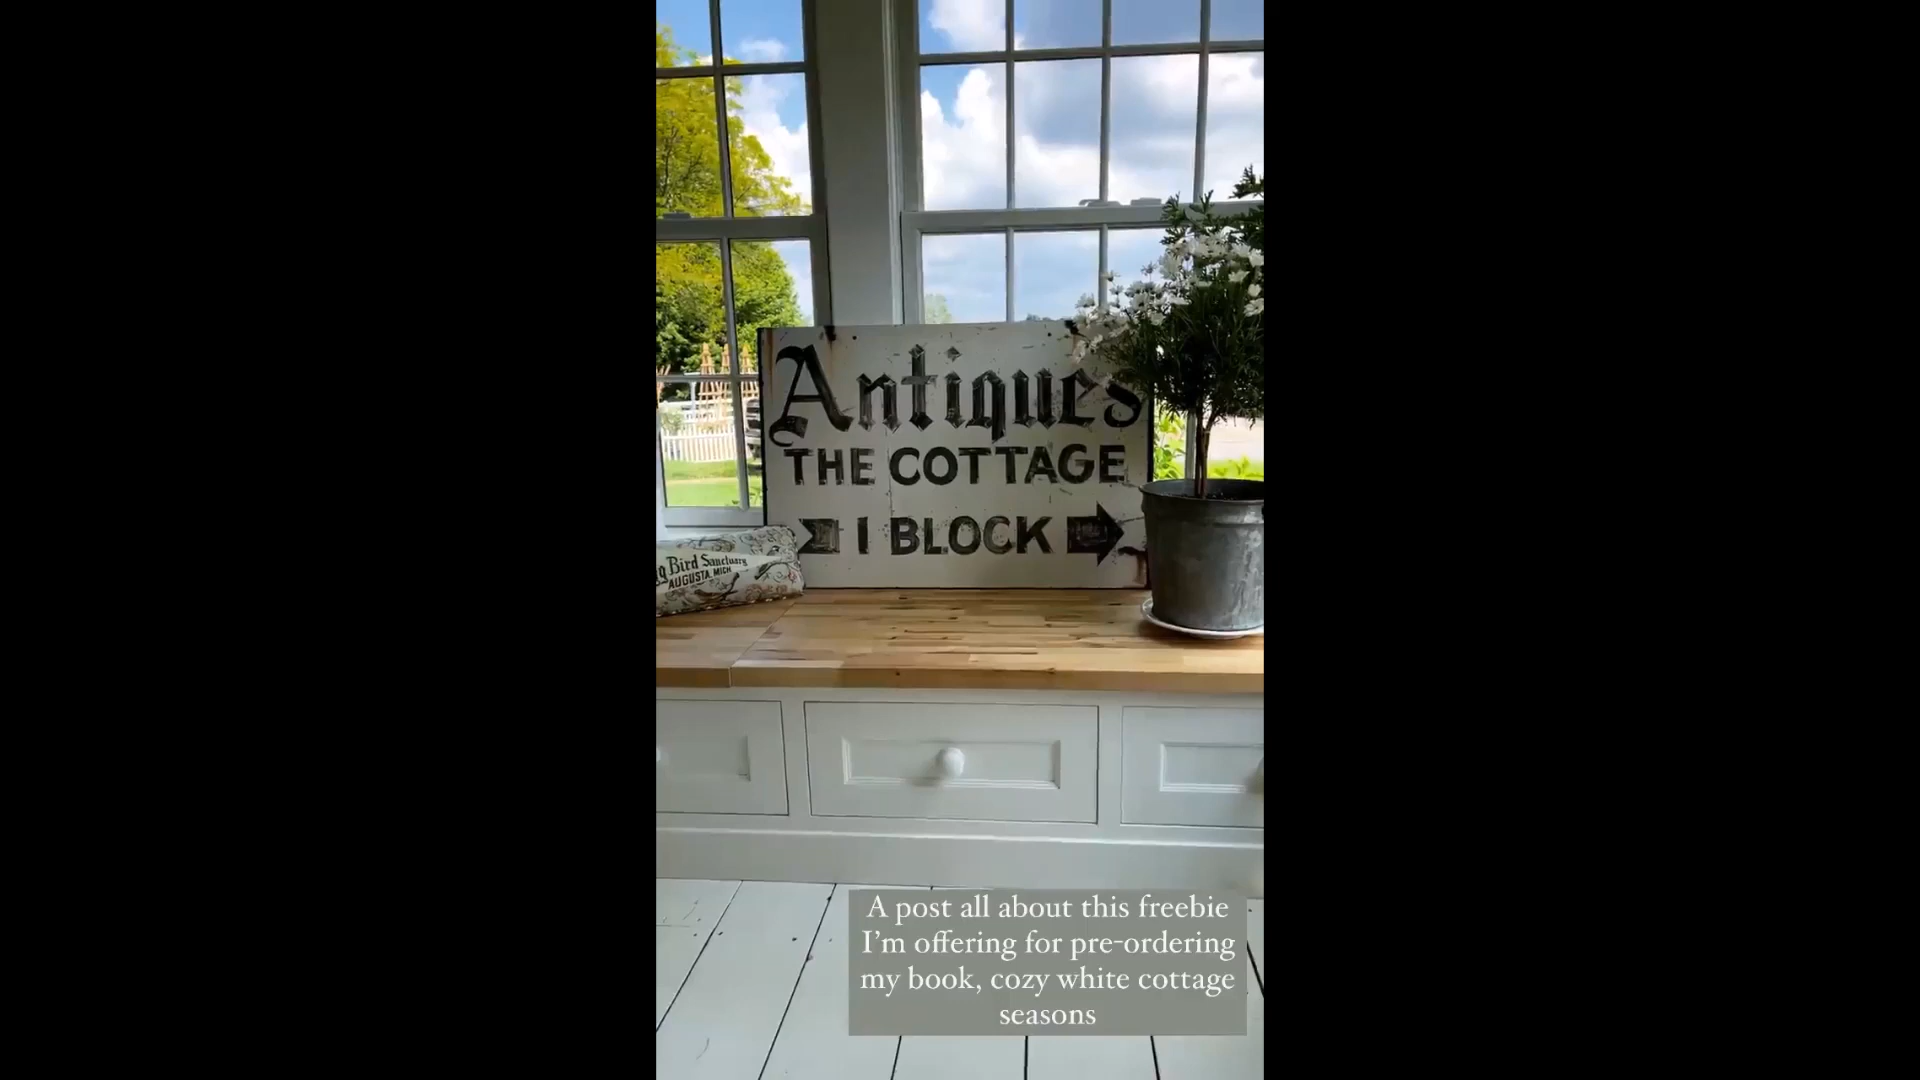 Antiques
THE COTTAGE
1 BLOCK
Bird Sanctuary
AUGUSTA, MICH
A post all about this freebie
I'm offering for pre-ordering
my book, cozy white cottage
seasons